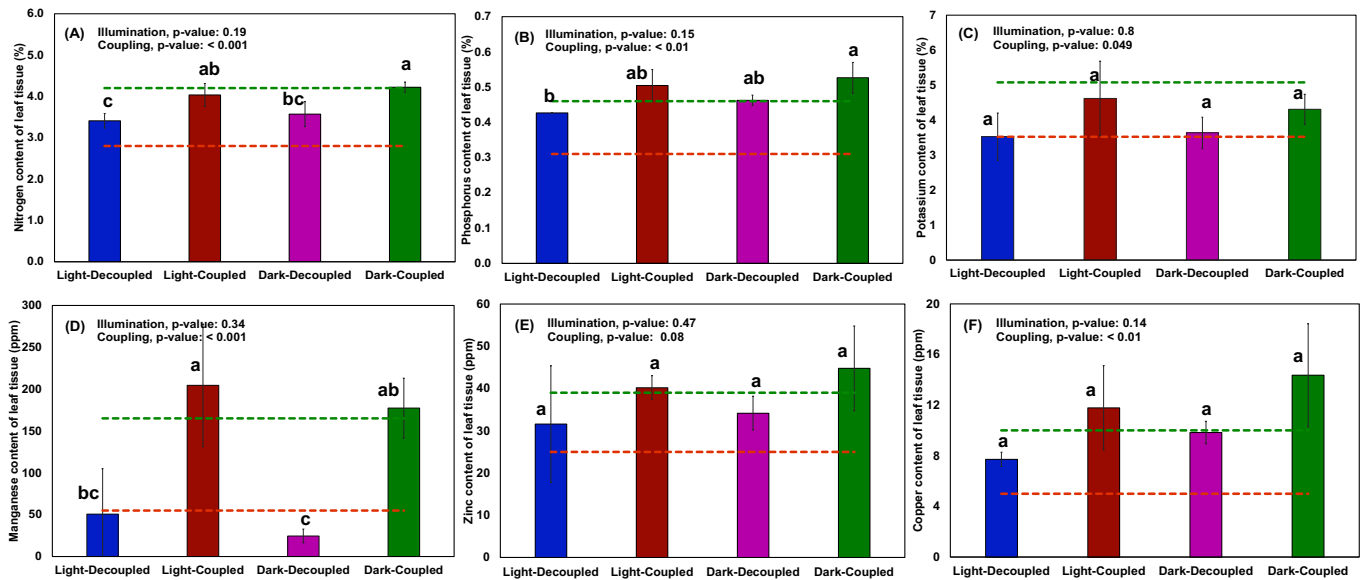 (A)
Illumination, p-value: 0.19
Coupling, p-value: < 0.001
Nitrogen content of leaf tissue (%)
6.0
5.0
4.0
3.0
2.0
1.0
0.0
c
ab
bc
a
Light-Decoupled
Light-Coupled
Dark-Decoupled
Dark-Coupled
(B)
Illumination, p-value: 0.15
Coupling, p-value: < 0.01
Phosphorus content of leaf tissue (%)
0.7
0.6
0.5
0.4
0.3
0.2
0.1
0.0
b
ab
ab
a
Light-Decoupled
Light-Coupled
Dark-Decoupled
Dark-Coupled
(C)
Illumination, p-value: 0.8
Coupling, p-value: 0.049
Potassium content of leaf tissue (%)
7
6
5
4
3
2
1
0
a
a
a
a
Light-Decoupled
Light-Coupled
Dark-Decoupled
Dark-Coupled
(D)
Illumination, p-value: 0.34
Coupling, p-value: < 0.001
Manganese content of leaf tissue (ppm)
300
250
200
150
100
50
0
bc
a
c
ab
Light-Decoupled
Light-Coupled
Dark-Decoupled
Dark-Coupled
(E)
Illumination, p-value: 0.47
Coupling, p-value: 0.08
Zinc content of leaf tissue (ppm)
60
50
40
30
20
10
0
a
a
a
a
Light-Decoupled
Light-Coupled
Dark-Decoupled
Dark-Coupled
(F)
Illumination, p-value: 0.14
Coupling, p-value: < 0.01
Copper content of leaf tissue (ppm)
20
16
12
8
4
0
a
a
a
a
Light-Decoupled
Light-Coupled
Dark-Decoupled
Dark-Coupled